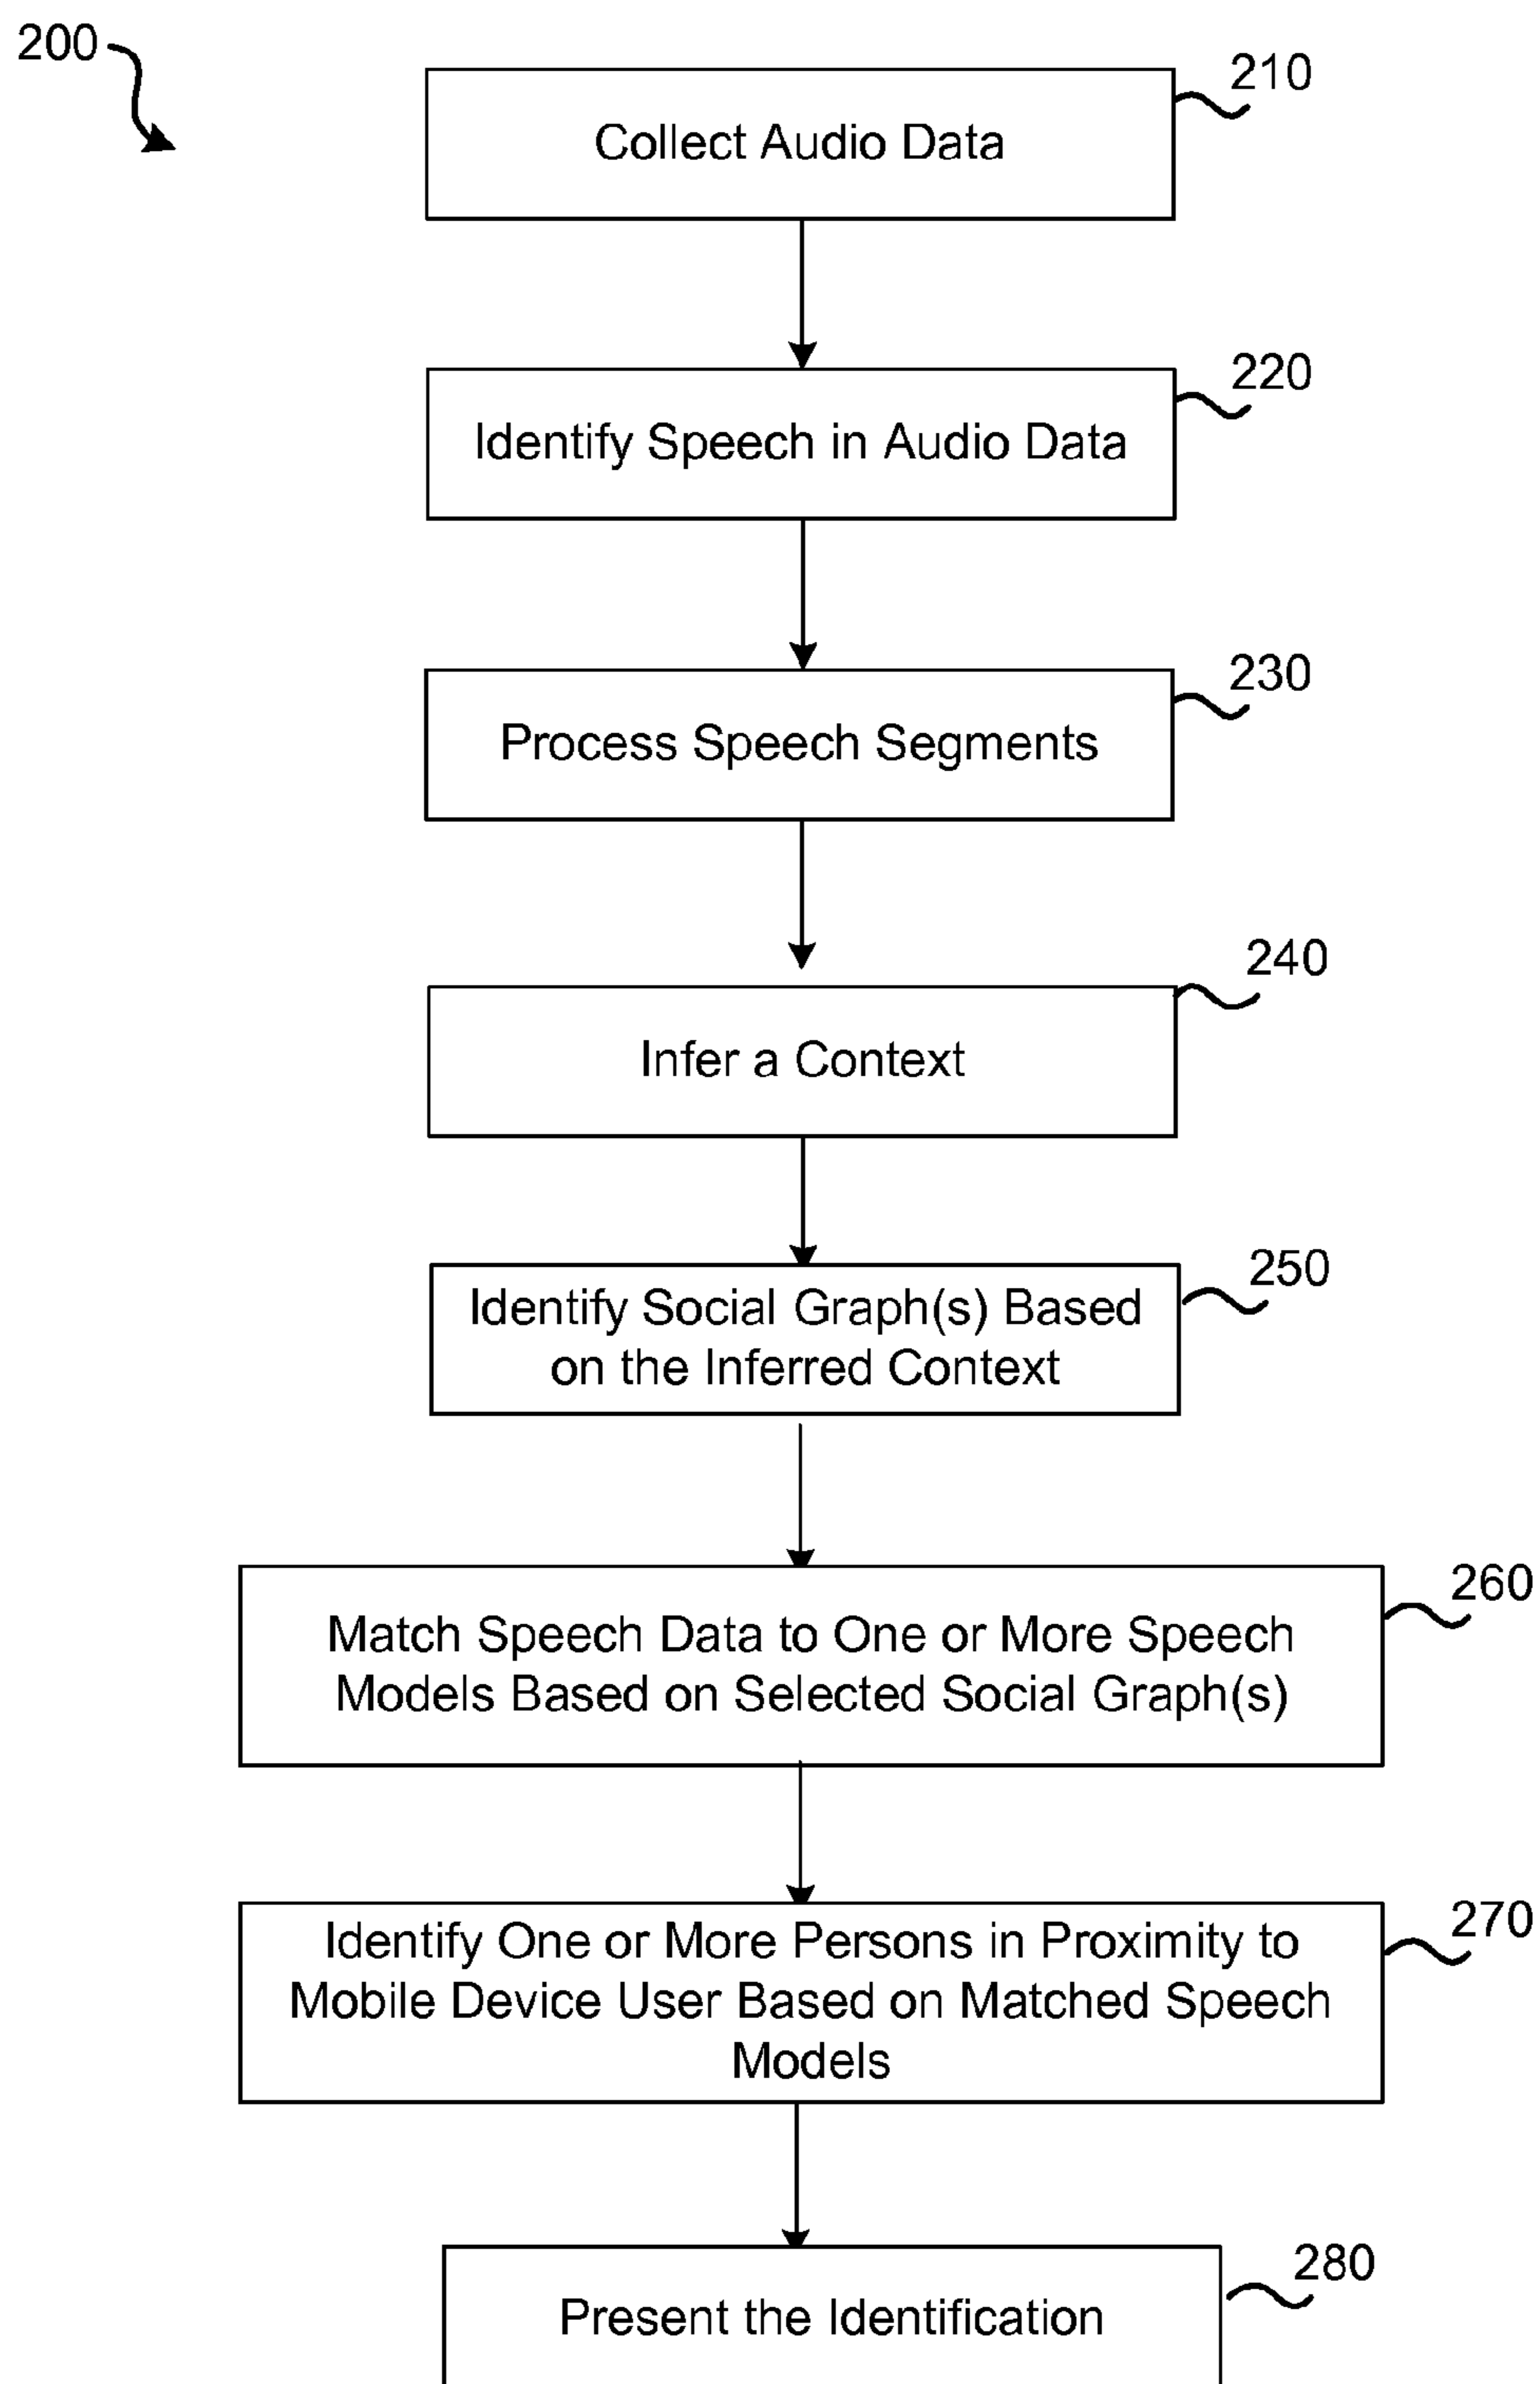 200
210
Collect Audio Data
220
Identify Speech in Audio Data
230
Process Speech Segments
240
Infer a Context
250
Identify Social Graph(s) Based
on the Inferred Context
260
Match Speech Data to One or More Speech
Models Based on Selected Social Graph(s)
270
Identify One or More Persons in Proximity to
Mobile Device User Based on Matched Speech
Models
280
Present the Identification